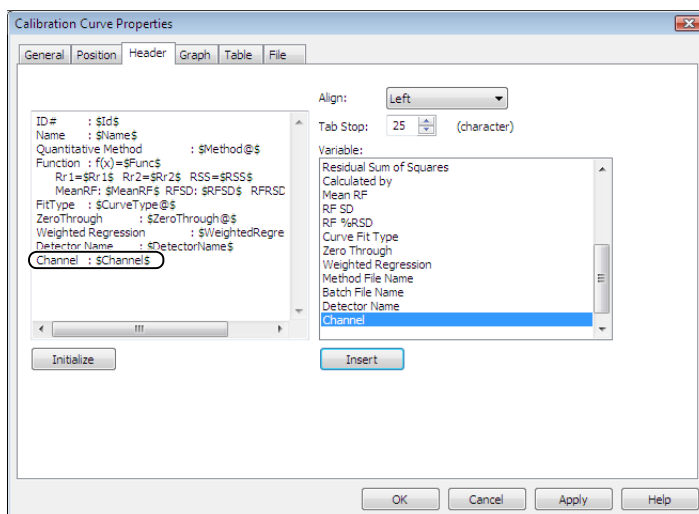 Calibration Curve Properties
General Position Header Graph Table File
Align: Left
Tab Stop: 25 (character)
Variable:
ID# : $Id$
Name : $Name$
Quantitative Method : $Method@$
Function : f(x)=$Func$
Rr1=$Rr1$ Rr2=$Rr2$ RSS=$RSS$
MeanRF: $MeanRF$ RFSD: $RFSD$ RFRSD
FitType : $CurveType@$
ZeroThrough : $ZeroThrough@$
Weighted Regression : $WeightedRegre
Detector Name : $DetectorName$
Channel : $Channel$
Residual Sum of Squares
Calculated by
Mean RF
RF SD
RF %RSD
Curve Fit Type
Zero Through
Weighted Regression
Method File Name
Batch File Name
Detector Name
Channel
Initialize Insert
OK Cancel Apply Help